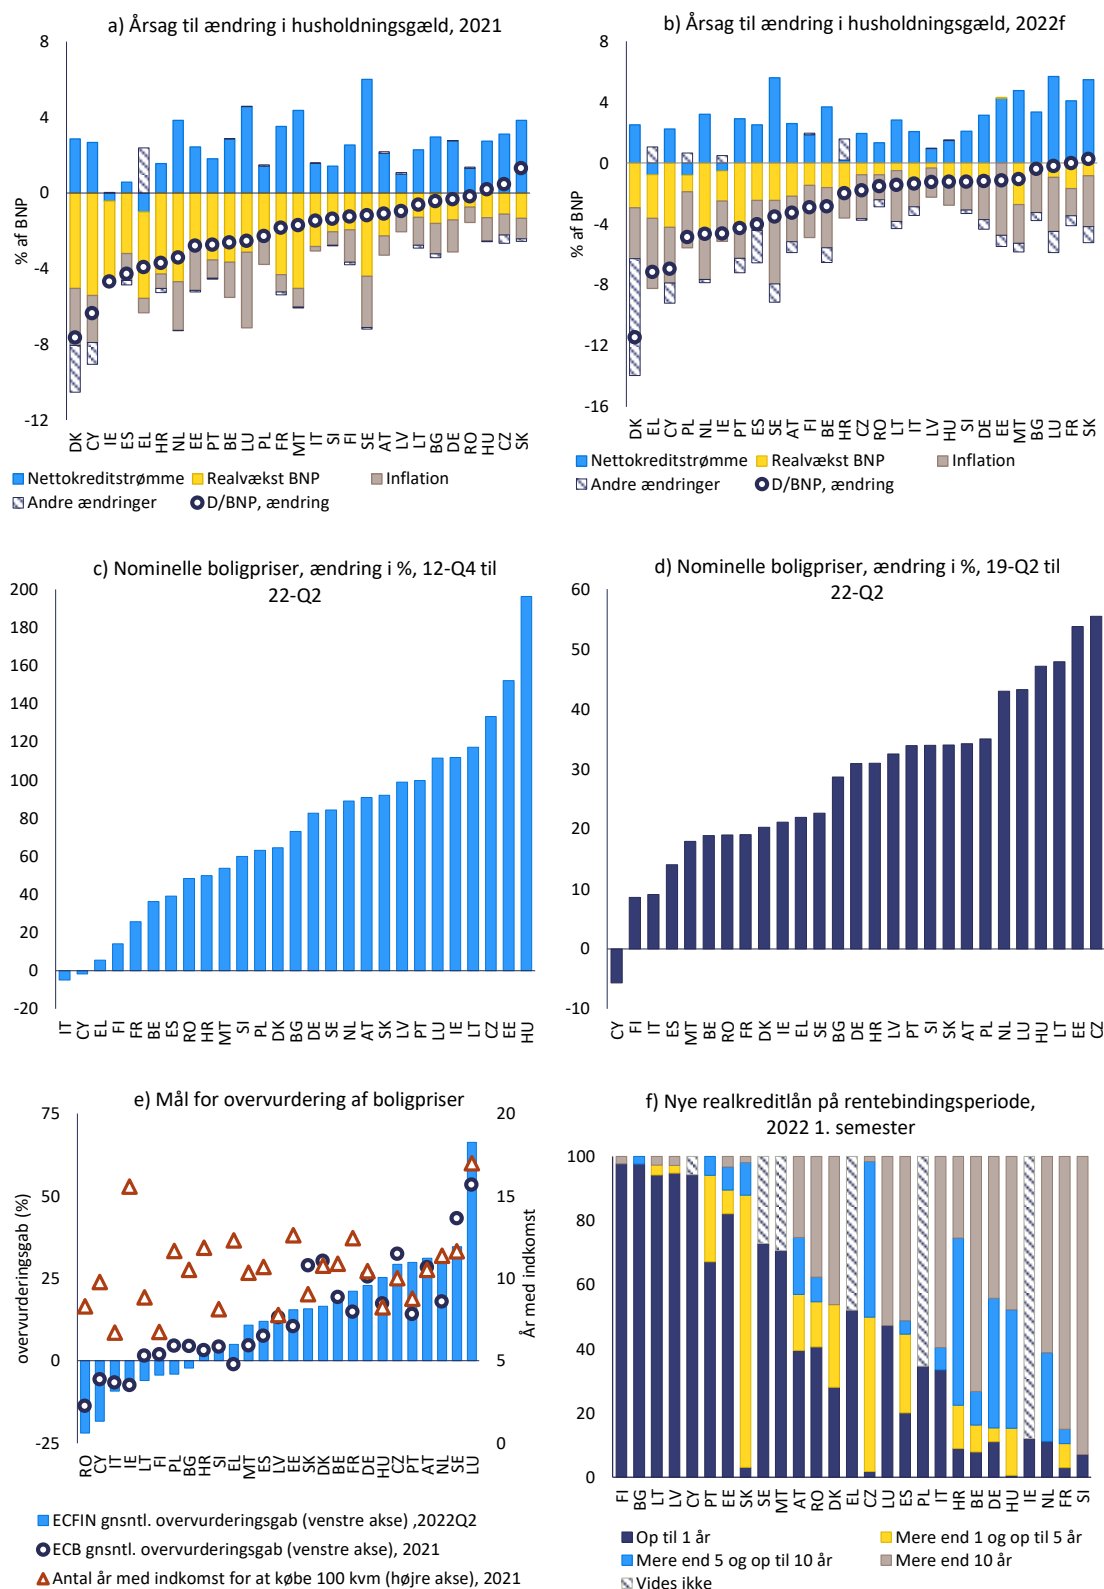 a) Årsag til ændring i husholdningsgæld, 2021
8
4
0
-4
-8
-12
% af BNP
DK CY IE ES EL HR NL EE PT BE LU PL FR MT IT SI FI SE AT LV LT BG DE RO HU CZ SK
Nettokreditstrømme
Realvækst BNP
Inflation
Andre ændringer
D/BNP, ændring
b) Årsag til ændring i husholdningsgæld, 2022f
8
4
0
-4
-8
-12
-16
% af BNP
DK EL CY PL NL IE PT ES SE AT FI BE HR CZ RO LT IT LV HU SI DE EE MT BG LU FR SK
Nettokreditstrømme
Realvækst BNP
Inflation
Andre ændringer
D/BNP, ændring
c) Nominelle boligpriser, ændring i %, 12-Q4 til
22-Q2
200
180
160
140
120
100
80
60
40
20
0
-20
IT CY EL FI FR BE ES RO HR MT SI PL DK BG DE SE NL AT SK LV PT LU IE LT CZ EE HU
d) Nominelle boligpriser, ændring i %, 19-Q2 til
22-Q2
60
50
40
30
20
10
0
-10
CY FI IT ES MT BE RO FR DK IE EL SE BG DE HR LV PT SI SK AT PL NL LU HU LT EE CZ
e) Mål for overvurdering af boligpriser
75
50
25
0
-25
overvurderingsgab (%)
20
15
10
5
0
År med indkomst
RO CY IT IE LT FI PL BG HR SI EL MT ES LV EE SK DK BE FR DE HU CZ PT AT NL SE LU
ECFIN gnsntl. overvurderingsgab (venstre akse) ,2022Q2
ECB gnsntl. overvurderingsgab (venstre akse), 2021
Antal år med indkomst for at købe 100 kvm (højre akse), 2021
f) Nye realkreditlån på rentebindingsperiode,
2022 1. semester
100
80
60
40
20
0
FI BG LT LV CY PT EE SK SE MT AT RO DK EL CZ LU ES PL IT HR BE DE HU IE NL FR SI
Op til 1 år
Mere end 1 og op til 5 år
Mere end 5 og op til 10 år
Mere end 10 år
Vides ikke